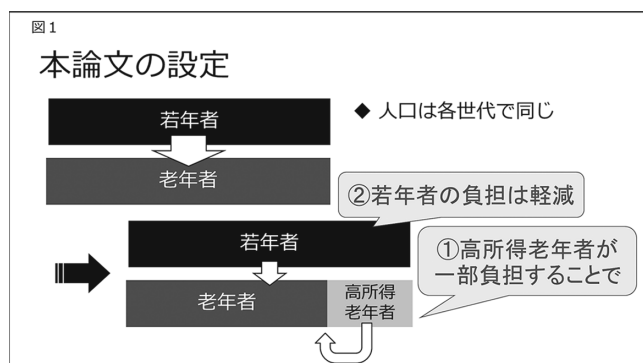 図1
本論文の設定
若年者
◆ 人口は各世代で同じ
老年者
②若年者の負担は軽減
若年者
①高所得老年者が
一部負担することで
老年者
高所得
老年者